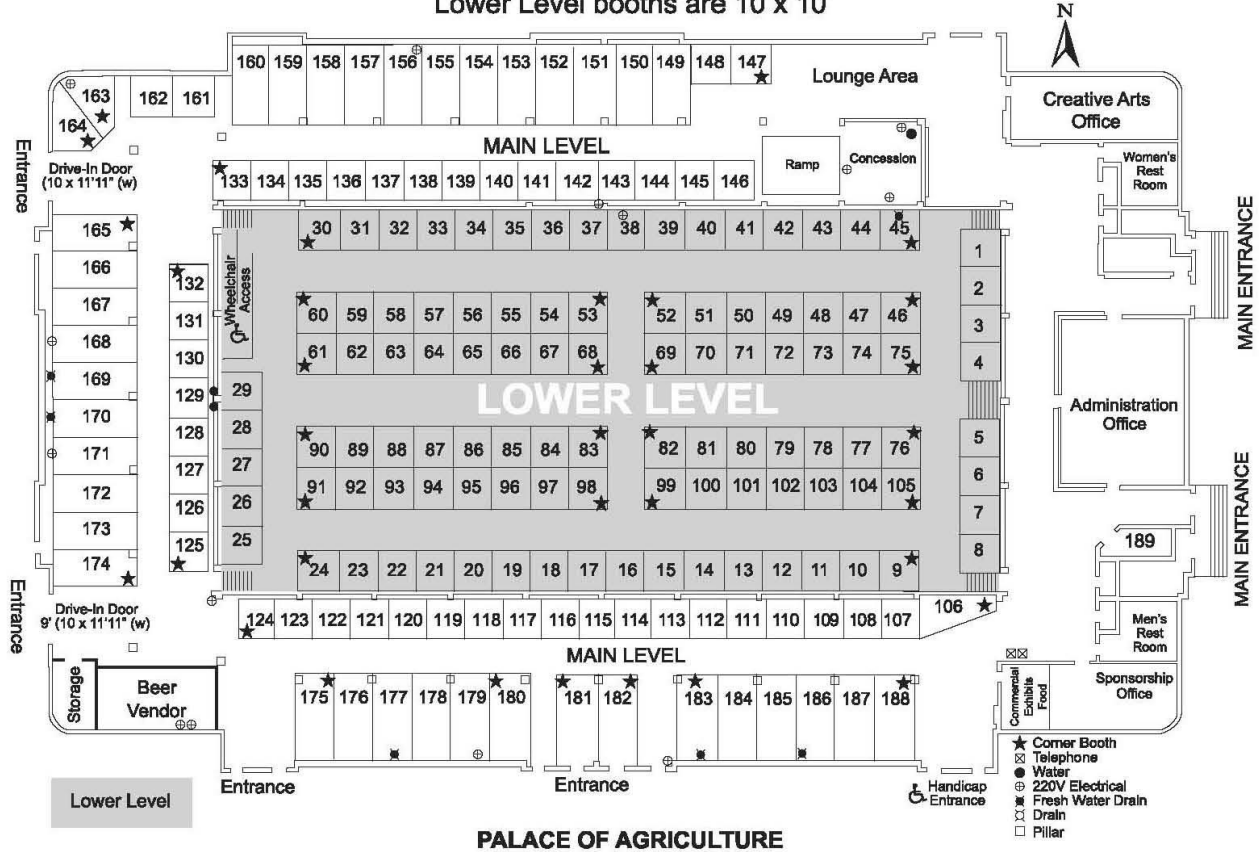 Lower Level booths are 10 x 10
N
160 159 158 157 156 155 154 153 152 151 150 149 148 147
Lounge Area
163
164
162 161
Creative Arts
Office
Women's
Rest
Room
Entrance
Drive-In Door
(10 x 11'11" (w)
MAIN LEVEL
Ramp
Concession
133 134 135 136 137 138 139 140 141 142 143 144 145 146
MAIN ENTRANCE
165
166
167
168
169
170
171
172
173
174
132
131
130
129
128
127
126
125
Wheelchair
Access
29
28
27
26
25
30 31 32 33 34 35 36 37 38 39 40 41 42 43 44 45
60 59 58 57 56 55 54 53 52 51 50 49 48 47 46
61 62 63 64 65 66 67 68 69 70 71 72 73 74 75
LOWER LEVEL
90 89 88 87 86 85 84 83 82 81 80 79 78 77 76
91 92 93 94 95 96 97 98 99 100 101 102 103 104 105
24 23 22 21 20 19 18 17 16 15 14 13 12 11 10 9
1
2
3
4
5
6
7
8
Administration
Office
MAIN ENTRANCE
189
Men's
Rest
Room
Sponsorship
Office
Entrance
Drive-In Door
9' (10 x 11'11" (w)
124 123 122 121 120 119 118 117 116 115 114 113 112 111 110 109 108 107
106
MAIN LEVEL
Storage
Beer
Vendor
175 176 177 178 179 180 181 182 183 184 185 186 187 188
Commercial
Exhibits
Food
Entrance
Entrance
Handicap
Entrance
Corner Booth
Telephone
Water
220V Electrical
Fresh Water Drain
Drain
Pillar
Lower Level
PALACE OF AGRICULTURE